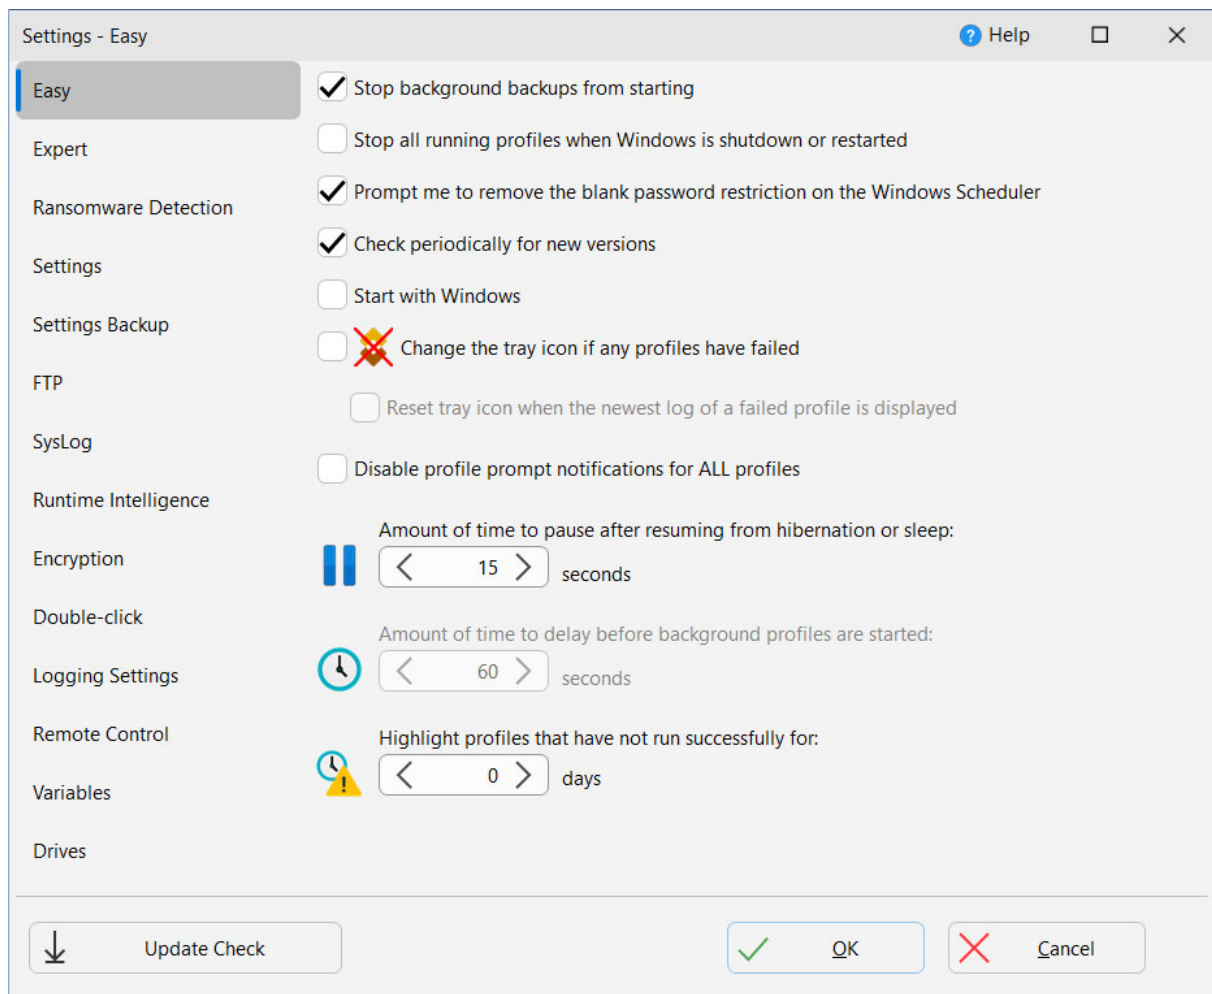 Settings - Easy
Help
Easy
Expert
Ransomware Detection
Settings
Settings Backup
FTP
SysLog
Runtime Intelligence
Encryption
Double-click
Logging Settings
Remote Control
Variables
Drives
Stop background backups from starting
Stop all running profiles when Windows is shutdown or restarted
Prompt me to remove the blank password restriction on the Windows Scheduler
Check periodically for new versions
Start with Windows
Change the tray icon if any profiles have failed
Reset tray icon when the newest log of a failed profile is displayed
Disable profile prompt notifications for ALL profiles
Amount of time to pause after resuming from hibernation or sleep:
15 seconds
Amount of time to delay before background profiles are started:
60 seconds
Highlight profiles that have not run successfully for:
0 days
Update Check
OK
Cancel